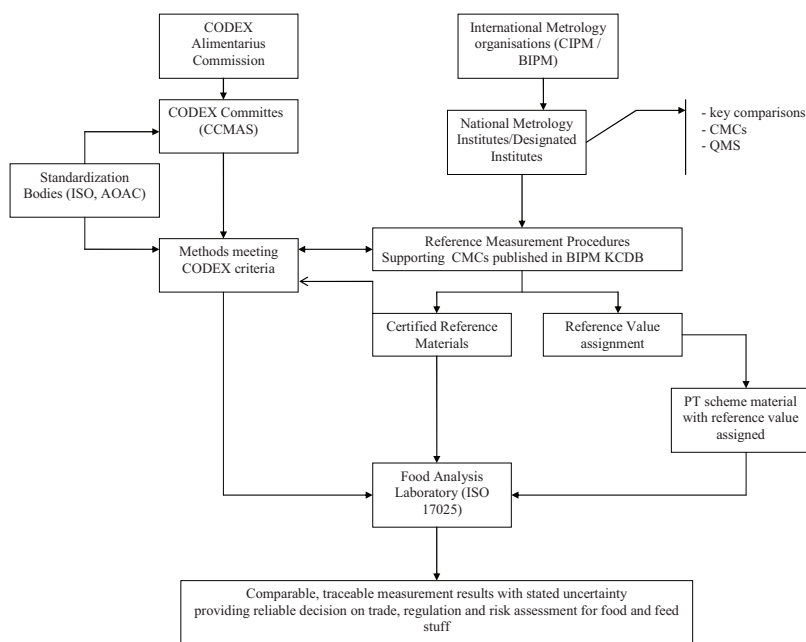 CODEX
Alimentarius
Commission
International Metrology
organisations (CIPM /
BIPM)
CODEX Committes
(CCMAS)
National Metrology
Institutes/Designated
Institutes
- key comparisons
- CMCs
- QMS
Standardization
Bodies (ISO, AOAC)
Methods meeting
CODEX criteria
Reference Measurement Procedures
Supporting CMCs published in BIPM KCDB
Certified Reference
Materials
Reference Value
assignment
PT scheme material
with reference value
assigned
Food Analysis
Laboratory (ISO
17025)
Comparable, traceable measurement results with stated uncertainty
providing reliable decision on trade, regulation and risk assessment for food and feed
stuff